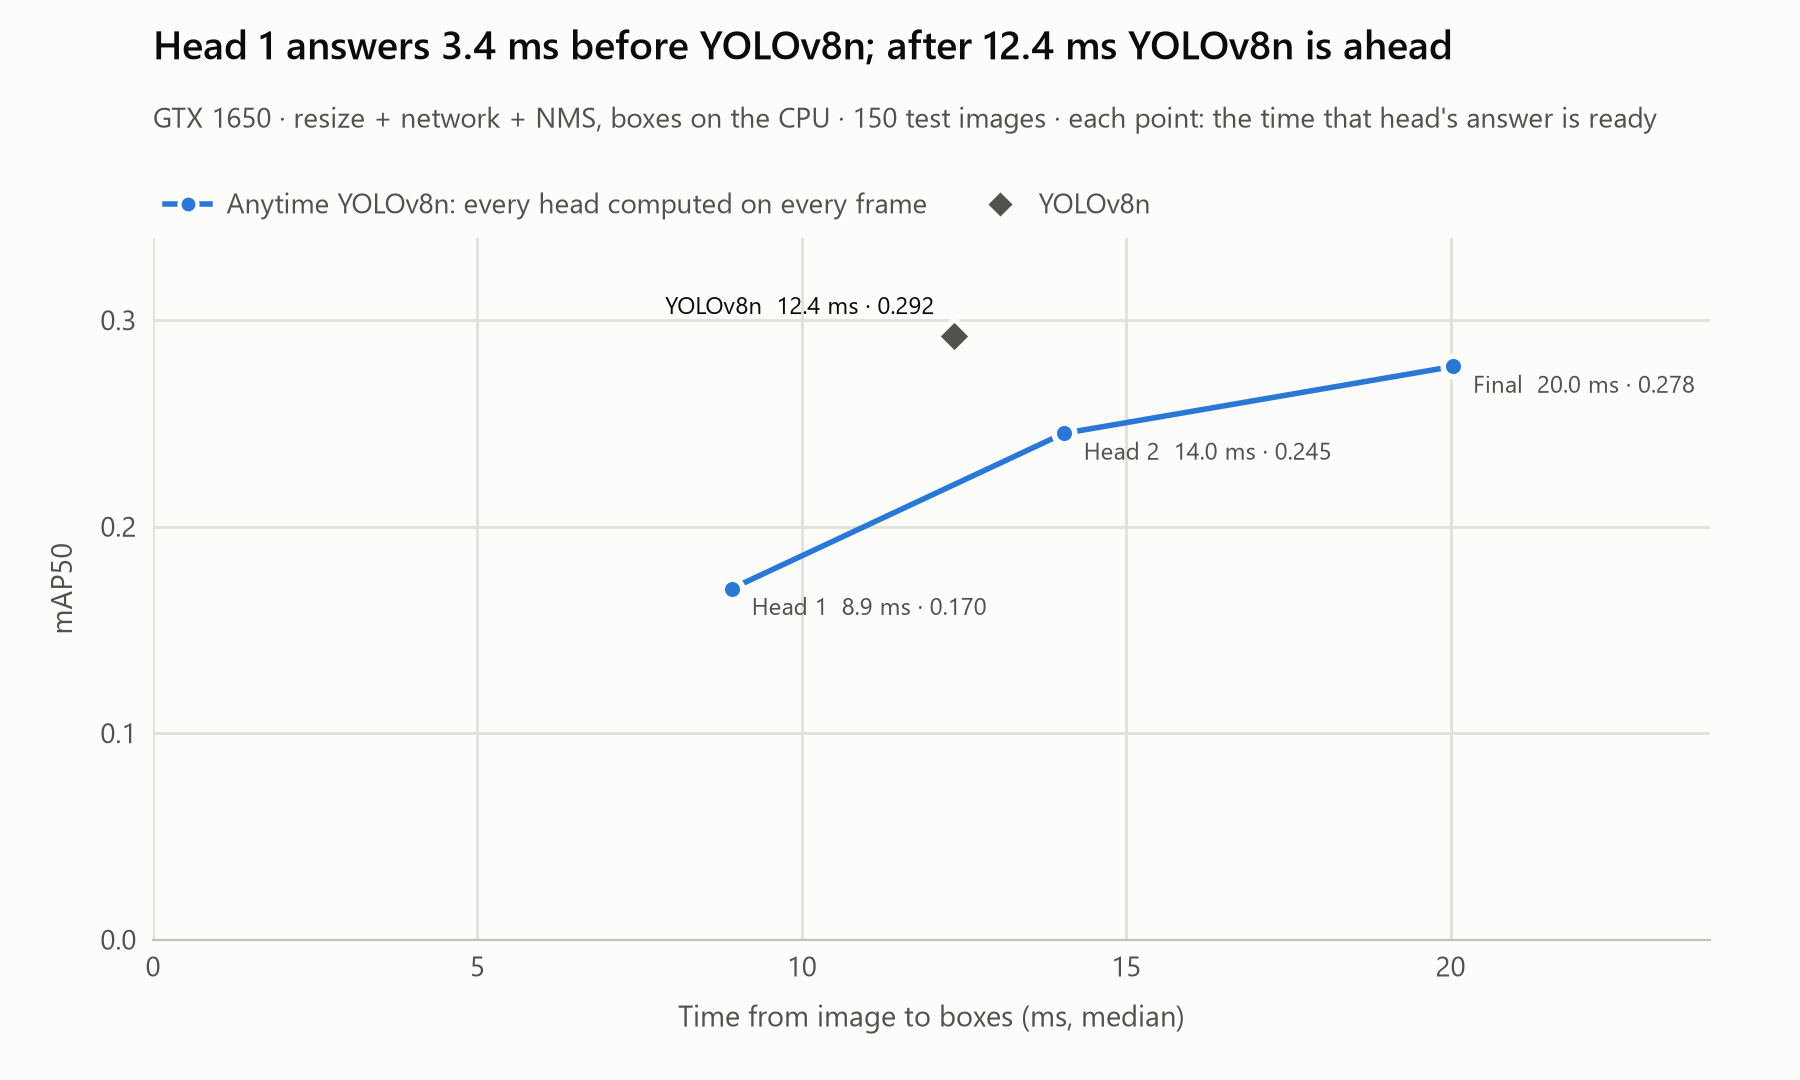 Head 1 answers 3.4 ms before YOLOv8n; after 12.4 ms YOLOv8n is ahead
GTX 1650 · resize + network + NMS, boxes on the CPU · 150 test images · each point: the time that head's answer is ready
Anytime YOLOv8n: every head computed on every frame
YOLOv8n
YOLOv8n 12.4 ms · 0.292
0.3
Final 20.0 ms · 0.278
Head 2 14.0 ms · 0.245
0.2
mAP50
Head 1 8.9 ms · 0.170
0.1
0.0
0 5 10 15 20
Time from image to boxes (ms, median)